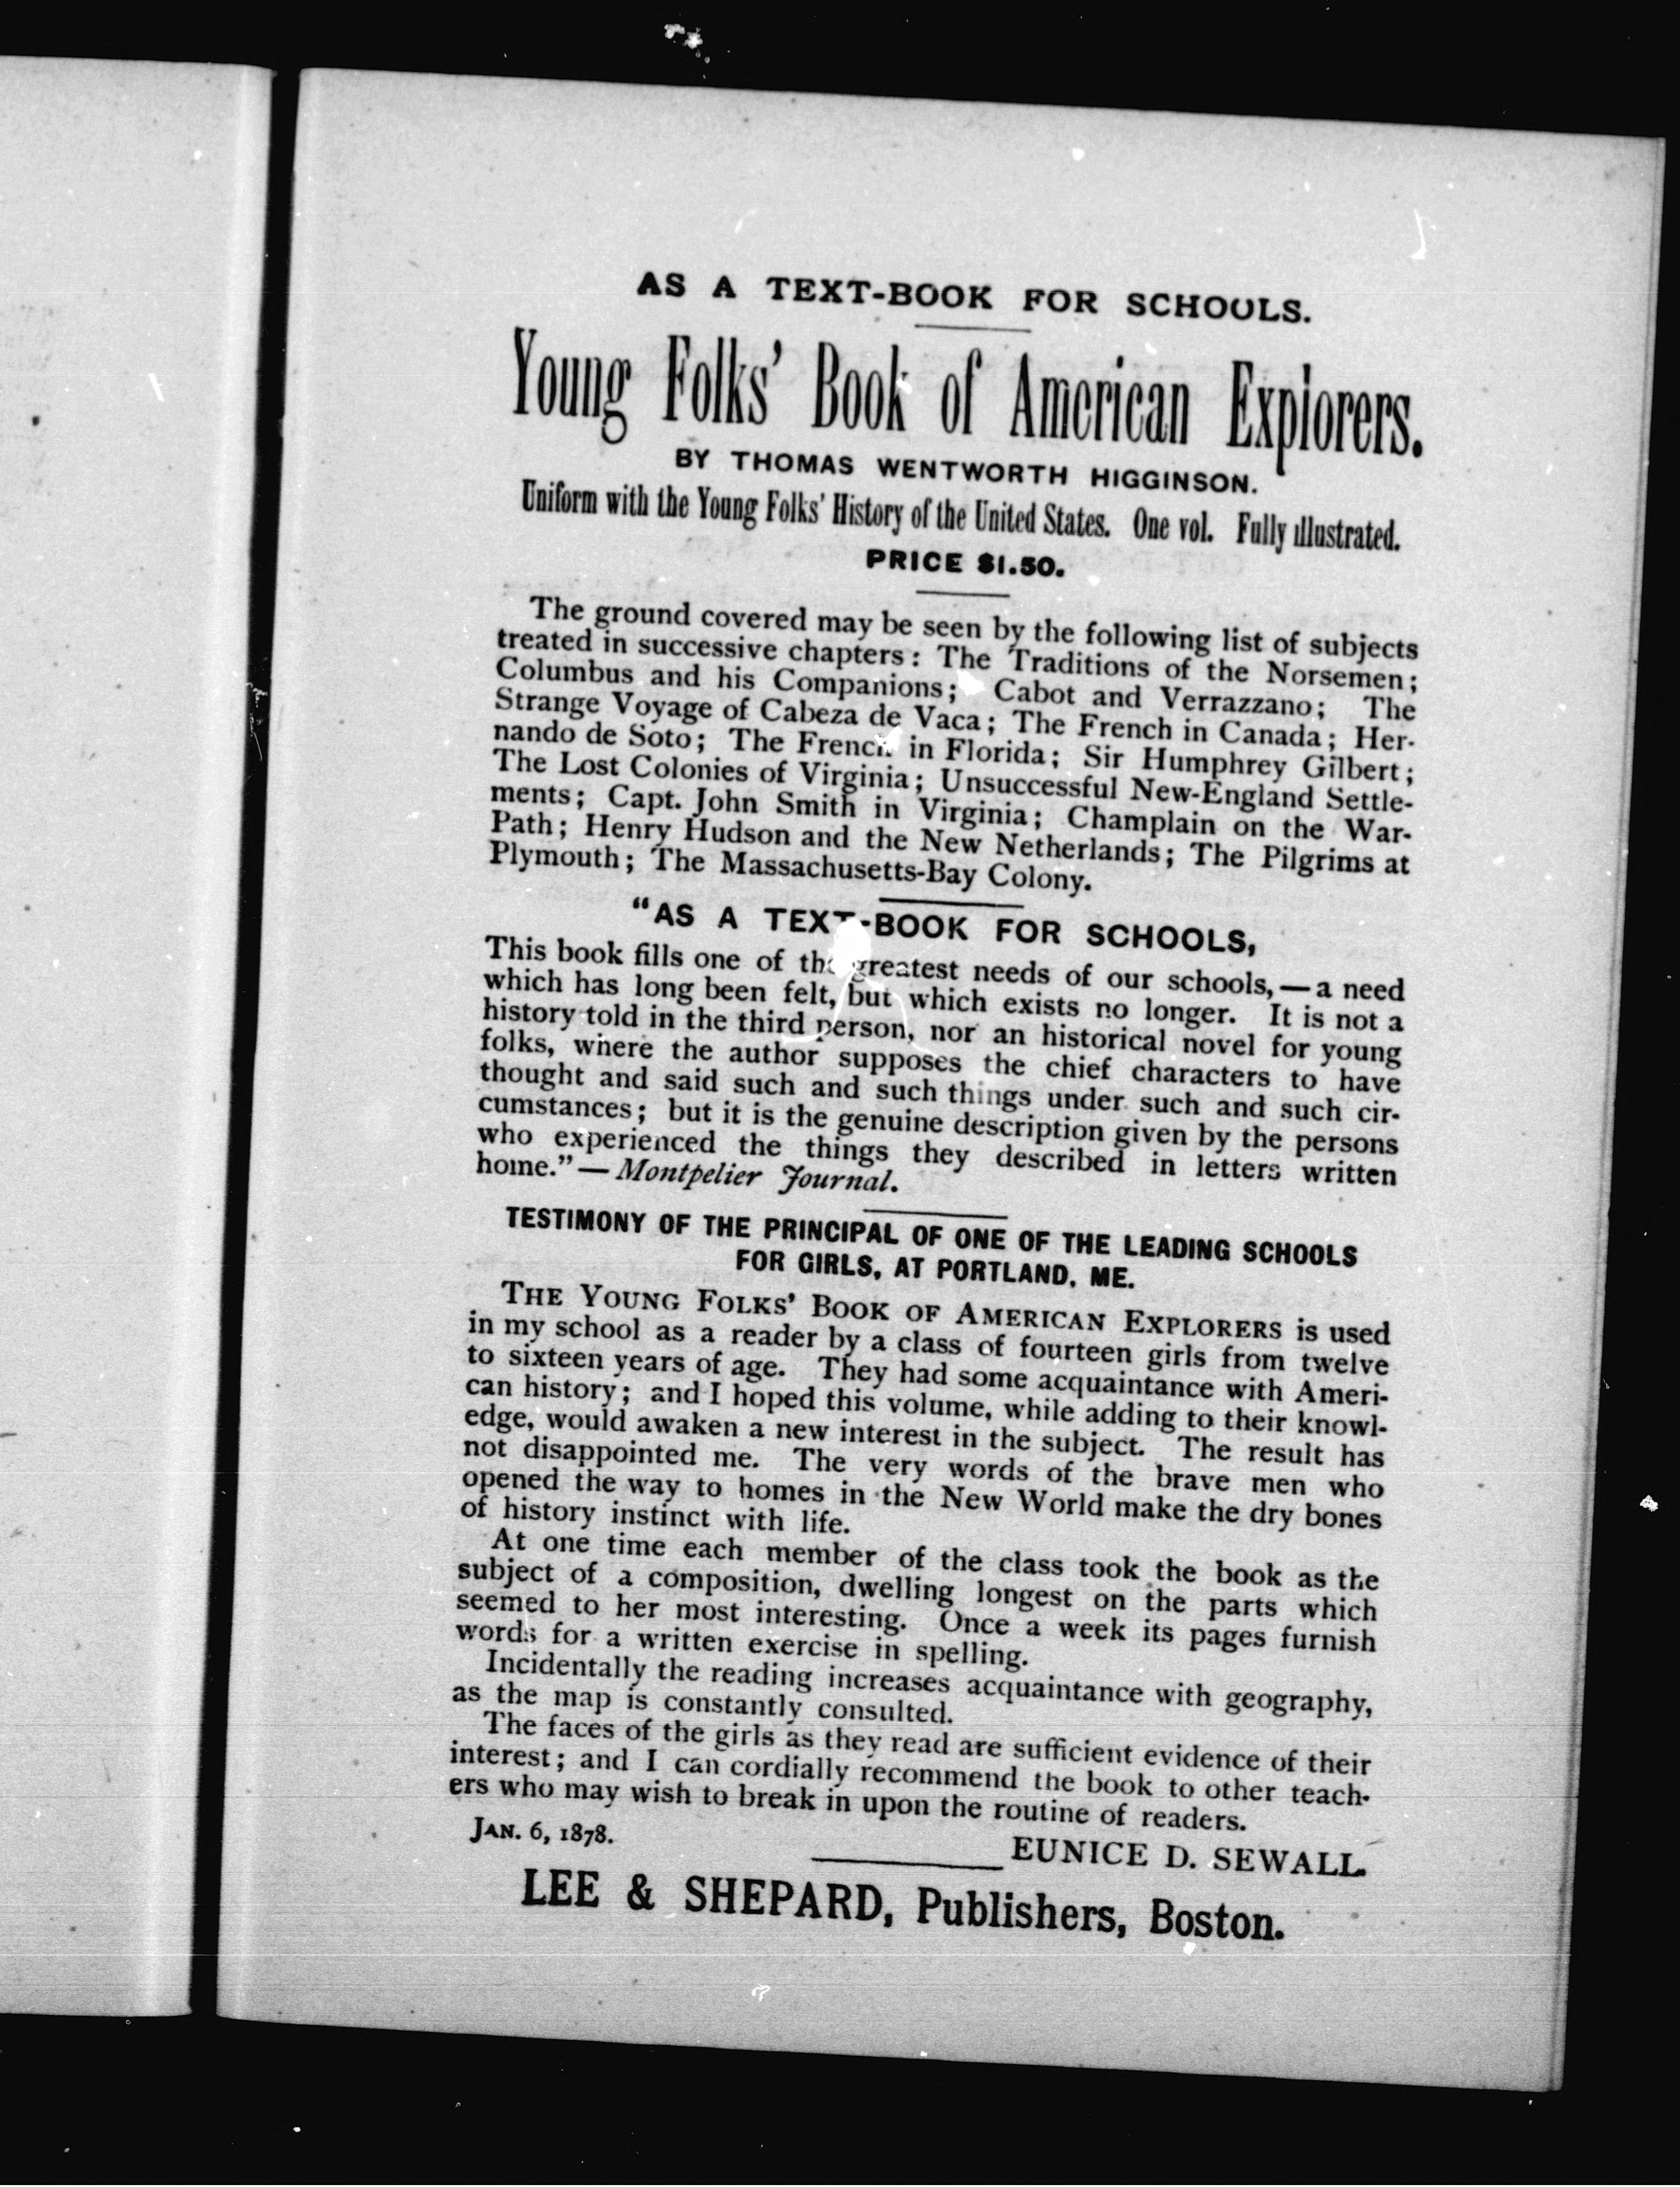 AS A TEXT-BOOK FOR SCHOOLS.
Young Folks' Book of American Explorers.
BY THOMAS WENTWORTH HIGGINSON.
Uniform with the Young Folks' History of the United States. One vol. Fully illustrated.
PRICE $1.50.
The ground covered may be seen by the following list of subjects
treated in successive chapters: The Traditions of the Norsemen;
Columbus and his Companions; Cabot and Verrazzano; The
Strange Voyage of Cabeza de Vaca; The French in Canada; Her-
nando de Soto; The French in Florida; Sir Humphrey Gilbert;
The Lost Colonies of Virginia; Unsuccessful New-England Settle-
ments; Capt. John Smith in Virginia; Champlain on the War-
Path; Henry Hudson and the New Netherlands; The Pilgrims at
Plymouth; The Massachusetts-Bay Colony.
"AS A TEXT-BOOK FOR SCHOOLS,
This book fills one of the greatest needs of our schools,—a need
which has long been felt, but which exists no longer. It is not a
history told in the third person, nor an historical novel for young
folks, where the author supposes the chief characters to have
thought and said such and such things under such and such cir-
cumstances; but it is the genuine description given by the persons
who experienced the things they described in letters written
home."—Montpelier Journal.
TESTIMONY OF THE PRINCIPAL OF ONE OF THE LEADING SCHOOLS
FOR GIRLS, AT PORTLAND, ME.
THE YOUNG FOLKS' BOOK OF AMERICAN EXPLORERS is used
in my school as a reader by a class of fourteen girls from twelve
to sixteen years of age. They had some acquaintance with Ameri-
can history; and I hoped this volume, while adding to their knowl-
edge, would awaken a new interest in the subject. The result has
not disappointed me. The very words of the brave men who
opened the way to homes in the New World make the dry bones
of history instinct with life.
At one time each member of the class took the book as the
subject of a composition, dwelling longest on the parts which
seemed to her most interesting. Once a week its pages furnish
words for a written exercise in spelling.
Incidentally the reading increases acquaintance with geography,
as the map is constantly consulted.
The faces of the girls as they read are sufficient evidence of their
interest; and I can cordially recommend the book to other teach-
ers who may wish to break in upon the routine of readers.
JAN. 6, 1878.
EUNICE D. SEWALL.
LEE & SHEPARD, Publishers, Boston.